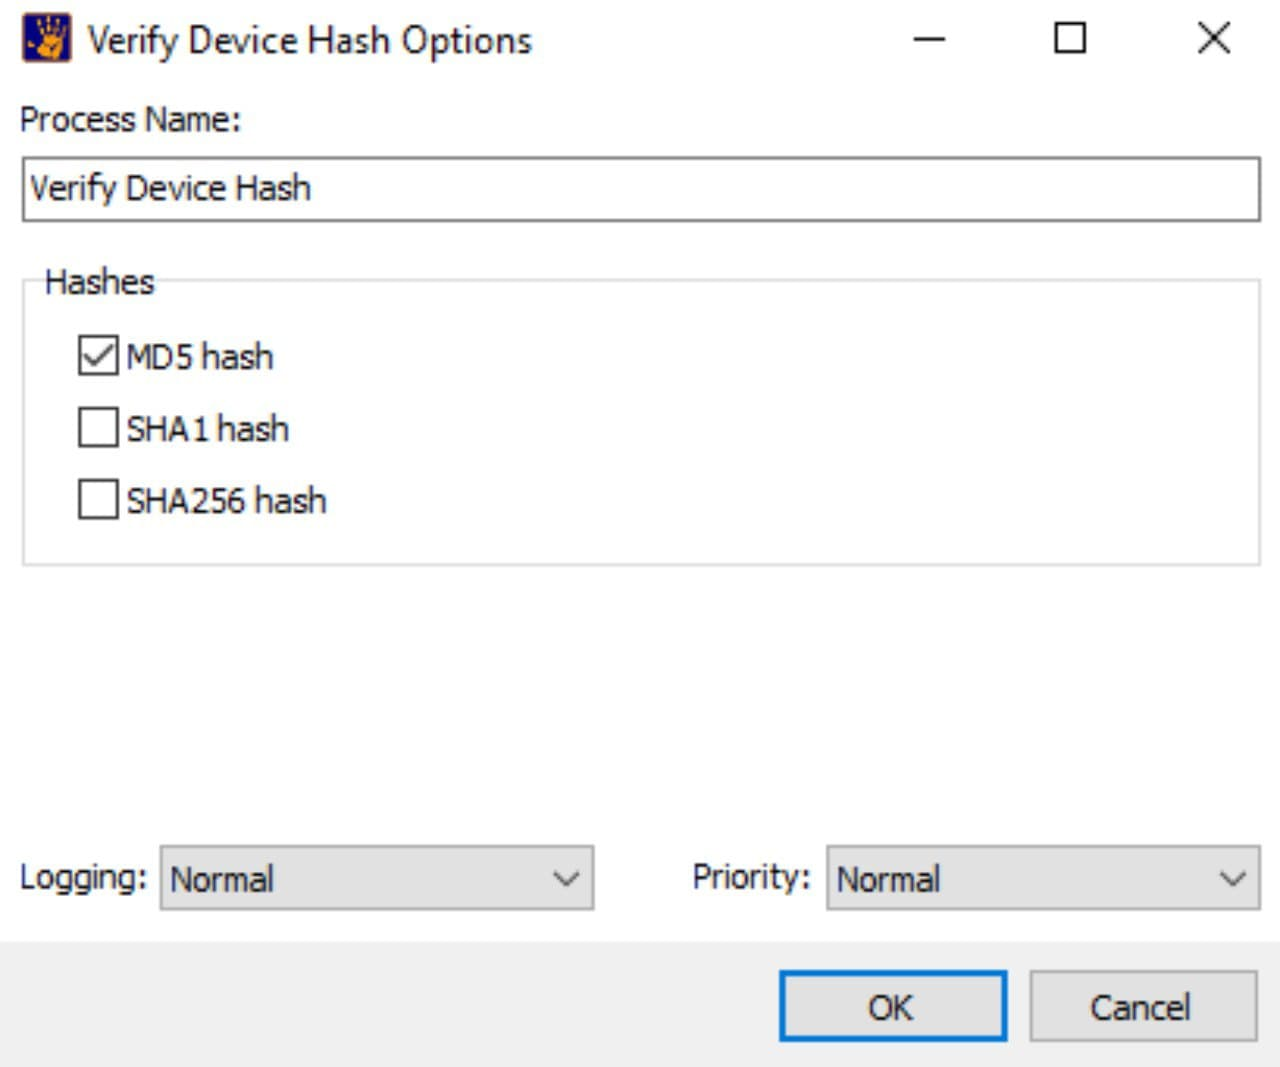 Verify Device Hash Options
Process Name:
Verify Device Hash
Hashes
MD5 hash
SHA1 hash
SHA256 hash
Logging: Normal Priority: Normal
OK Cancel